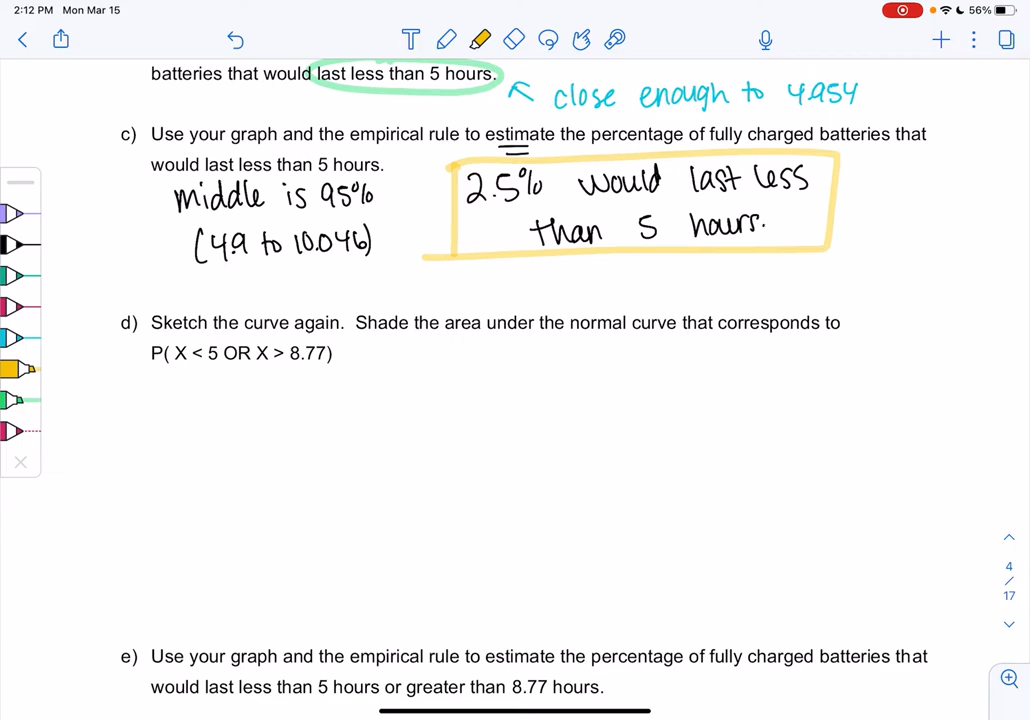 2:12 PM Mon Mar 15
56%
batteries that would last less than 5 hours.
close enough to 4.954
c) Use your graph and the empirical rule to estimate the percentage of fully charged batteries that
would last less than 5 hours.
middle is 95%
(4.9 to 10.046)
2.5% would last less
than 5 hours.
d) Sketch the curve again. Shade the area under the normal curve that corresponds to
P( X < 5 OR X > 8.77)
4
/
17
e) Use your graph and the empirical rule to estimate the percentage of fully charged batteries that
would last less than 5 hours or greater than 8.77 hours.